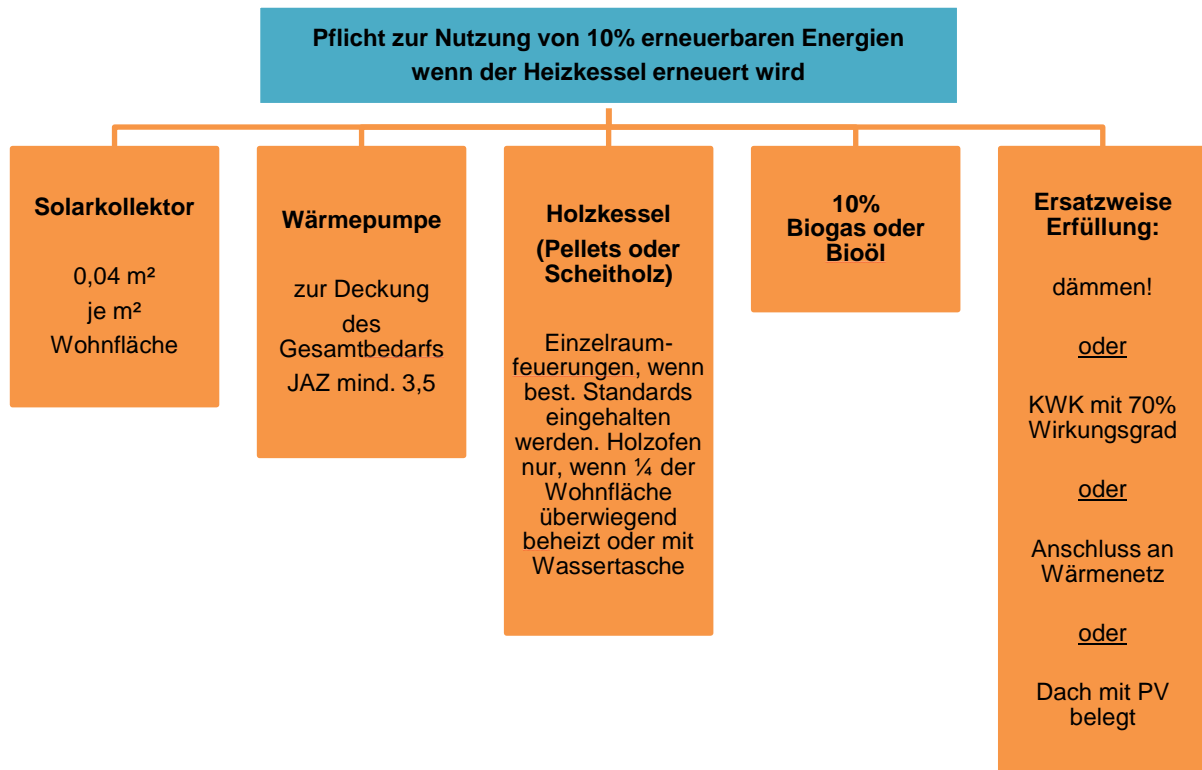 Pflicht zur Nutzung von 10% erneuerbaren Energien
wenn der Heizkessel erneuert wird
Solarkollektor
0,04 m²
je m²
Wohnfläche
Wärmepumpe
zur Deckung
des
Gesamtbedarfs
JAZ mind. 3,5
Holzkessel
(Pellets oder
Scheitholz)
Einzelraum-
feuerungen, wenn
best. Standards
eingehalten
werden. Holzofen
nur, wenn ¼ der
Wohnfläche
überwiegend
beheizt oder mit
Wassertasche
10%
Biogas oder
Bioöl
Ersatzweise
Erfüllung:
dämmen!
oder
KWK mit 70%
Wirkungsgrad
oder
Anschluss an
Wärmenetz
oder
Dach mit PV
belegt